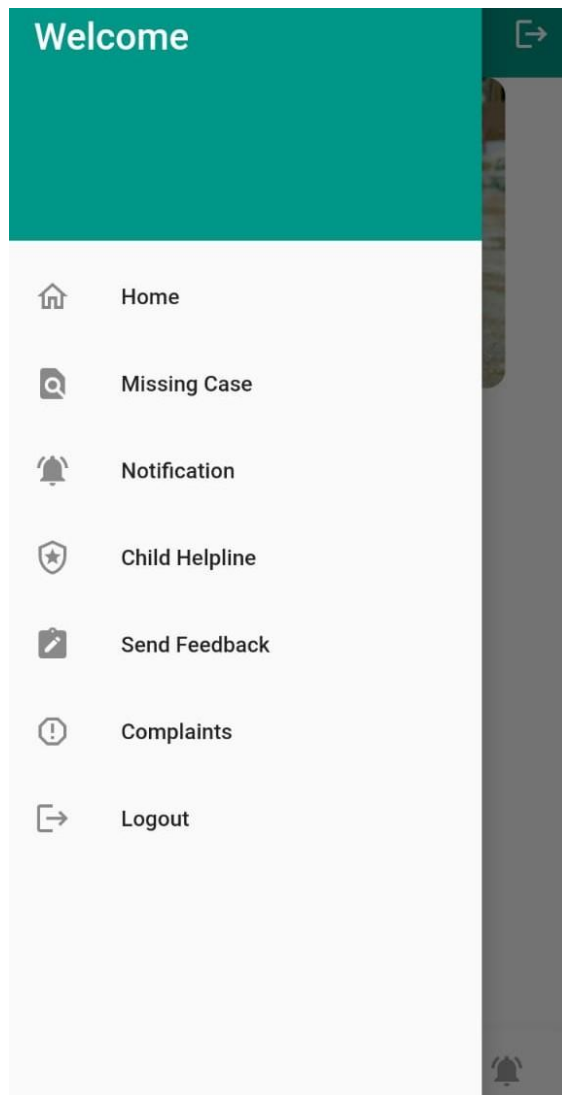 Welcome
Home
Missing Case
Notification
Child Helpline
Send Feedback
Complaints
Logout